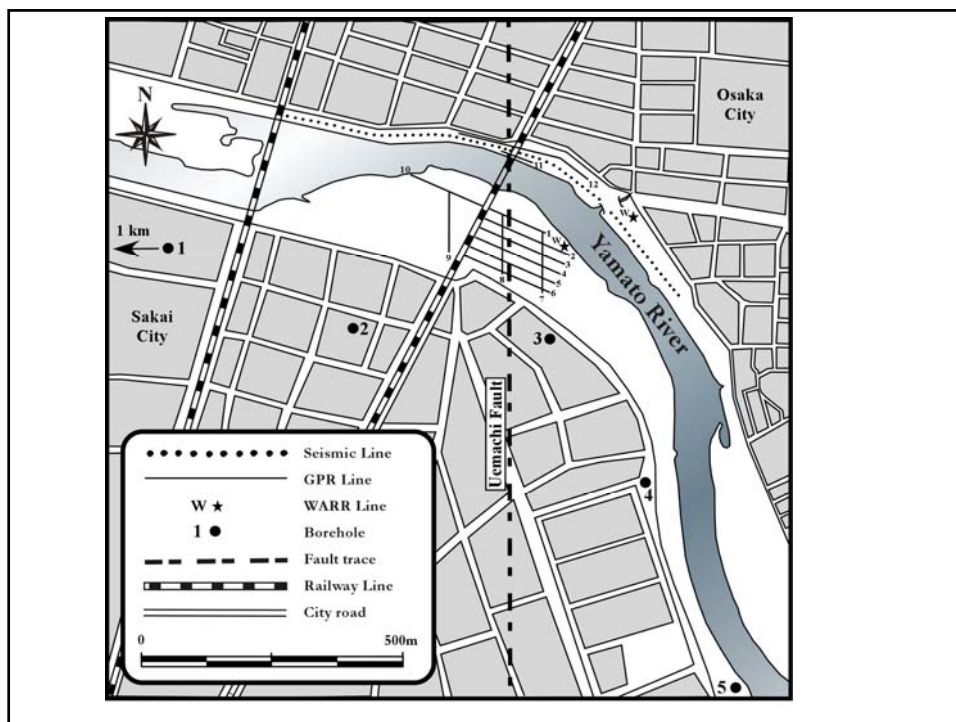 N
Osaka
City
10
11
12
W
1 km
1
1
W
2
3
4
5
6
7
8
9
Sakai
City
2
3
Yamato River
Uemachi Fault
4
5
Seismic Line
GPR Line
W WARR Line
1 Borehole
Fault trace
Railway Line
City road
0 500m